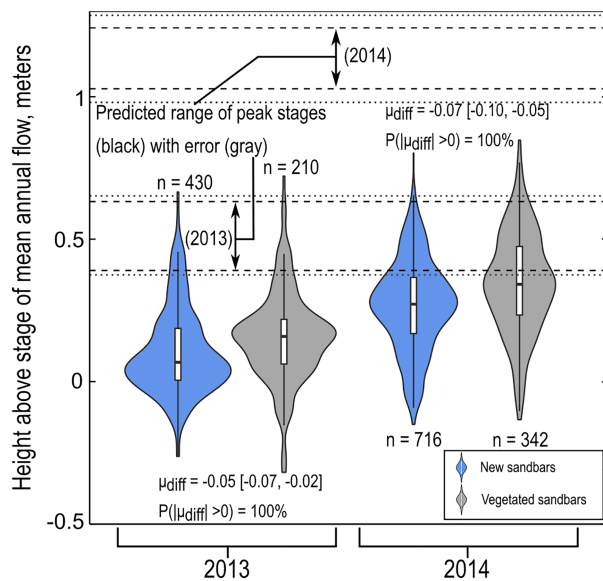 Height above stage of mean annual flow, meters
1
0.5
0
-0.5
(2014)
Predicted range of peak stages
(black) with error (gray)
μdiff = -0.07 [-0.10, -0.05]
P(|μdiff| >0) = 100%
n = 430
n = 210
(2013)
n = 716
n = 342
μdiff = -0.05 [-0.07, -0.02]
P(|μdiff| >0) = 100%
New sandbars
Vegetated sandbars
2013
2014